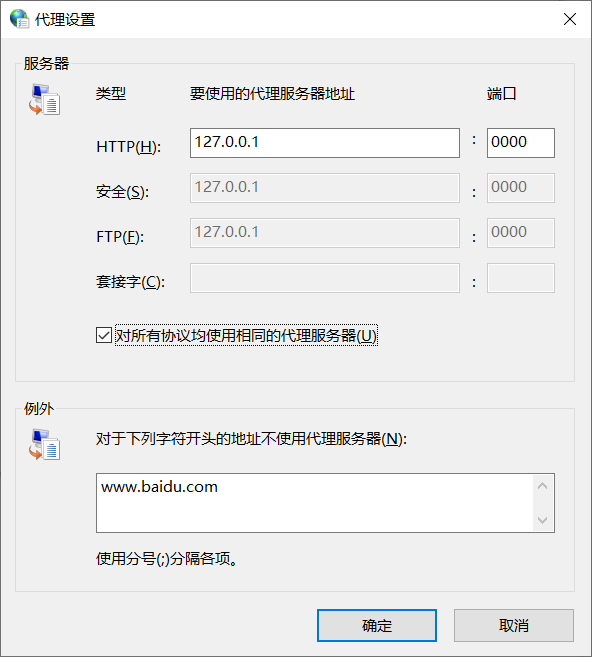 代理设置
服务器
类型 要使用的代理服务器地址 端口
HTTP(H): 127.0.0.1 : 0000
安全(S): 127.0.0.1 : 0000
FTP(F): 127.0.0.1 : 0000
套接字(C): :
对所有协议均使用相同的代理服务器(U)
例外
对于下列字符开头的地址不使用代理服务器(N):
www.baidu.com
使用分号(;)分隔各项。
确定 取消